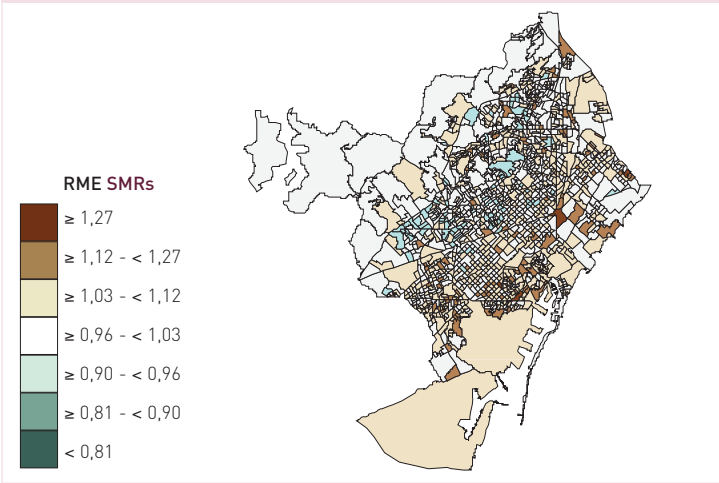 RME SMRs
≥ 1,27
≥ 1,12 - < 1,27
≥ 1,03 - < 1,12
≥ 0,96 - < 1,03
≥ 0,90 - < 0,96
≥ 0,81 - < 0,90
< 0,81